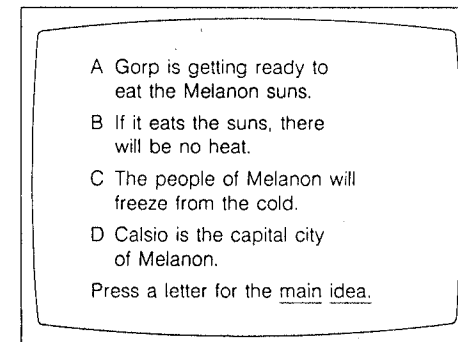 A Gorp is getting ready to
eat the Melanon suns.
B If it eats the suns, there
will be no heat.
C The people of Melanon will
freeze from the cold.
D Calsio is the capital city
of Melanon.
Press a letter for the main idea.